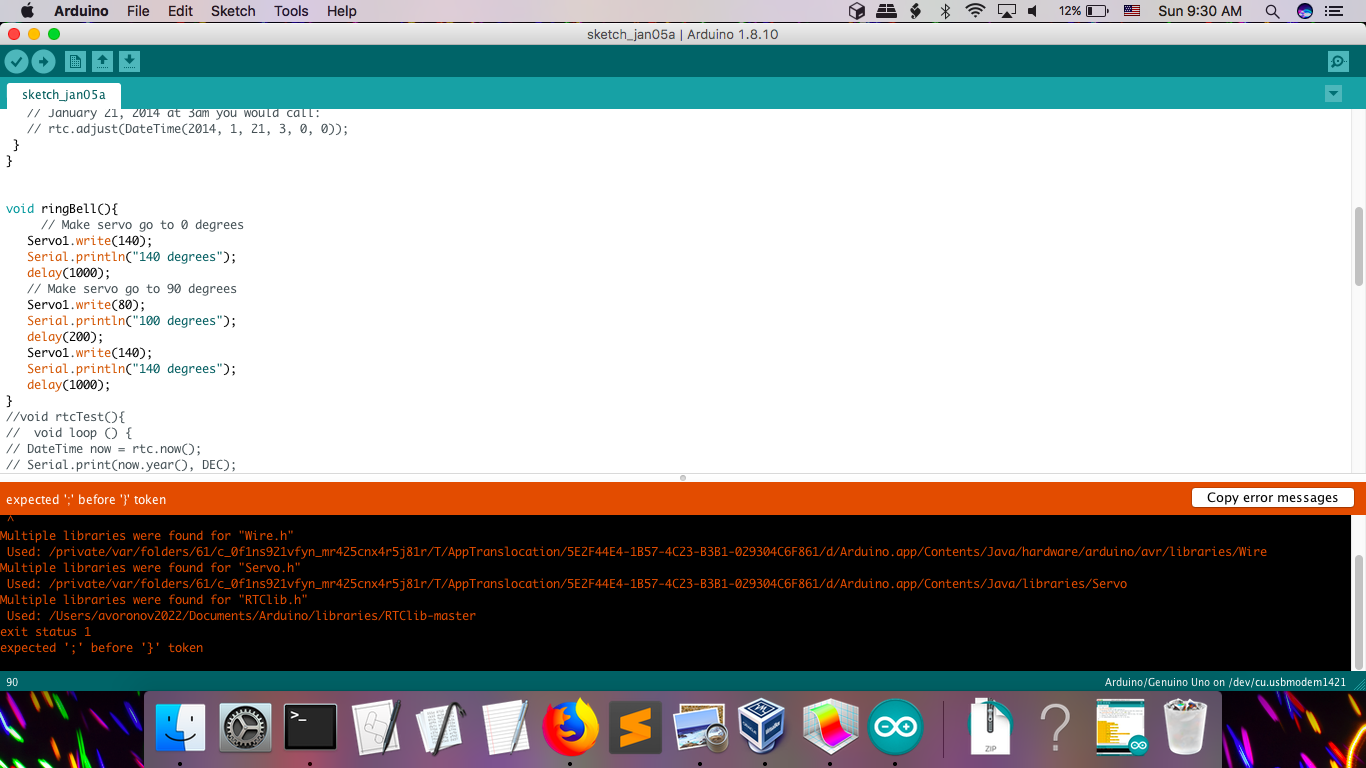 Arduino File Edit Sketch Tools Help 12% Sun 9:30 AM
sketch_jan05a | Arduino 1.8.10
sketch_jan05a
// January 21, 2014 at 3am you would call:
// rtc.adjust(DateTime(2014, 1, 21, 3, 0, 0));
}
}
void ringBell(){
// Make servo go to 0 degrees
Servo1.write(140);
Serial.println("140 degrees");
delay(1000);
// Make servo go to 90 degrees
Servo1.write(80);
Serial.println("100 degrees");
delay(200);
Servo1.write(140);
Serial.println("140 degrees");
delay(1000);
}
//void rtcTest(){
// void loop () {
// DateTime now = rtc.now();
// Serial.print(now.year(), DEC);
expected ';' before '}' token Copy error messages
^
Multiple libraries were found for "Wire.h"
Used: /private/var/folders/61/c_0f1ns921vfyn_mr425cnx4r5j81r/T/AppTranslocation/5E2F44E4-1B57-4C23-B3B1-029304C6F861/d/Arduino.app/Contents/Java/hardware/arduino/avr/libraries/Wire
Multiple libraries were found for "Servo.h"
Used: /private/var/folders/61/c_0f1ns921vfyn_mr425cnx4r5j81r/T/AppTranslocation/5E2F44E4-1B57-4C23-B3B1-029304C6F861/d/Arduino.app/Contents/Java/libraries/Servo
Multiple libraries were found for "RTClib.h"
Used: /Users/avoronov2022/Documents/Arduino/libraries/RTClib-master
exit status 1
expected ';' before '}' token
90 Arduino/Genuino Uno on /dev/cu.usbmodem1421
>_
ZIP